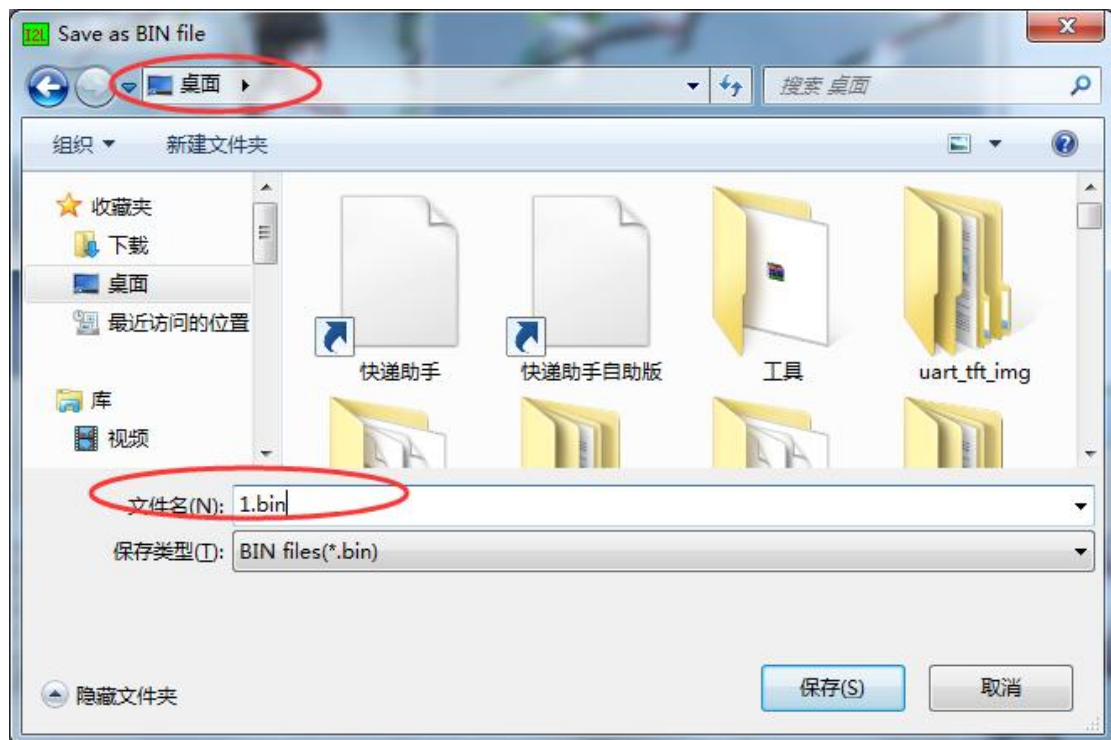 I2L Save as BIN file
桌面
搜索 桌面
组织 新建文件夹
收藏夹
下载
桌面
最近访问的位置
库
视频
快递助手 快递助手自助版 工具 uart_tft_img
文件名(N): 1.bin
保存类型(T): BIN files(*.bin)
隐藏文件夹 保存(S) 取消